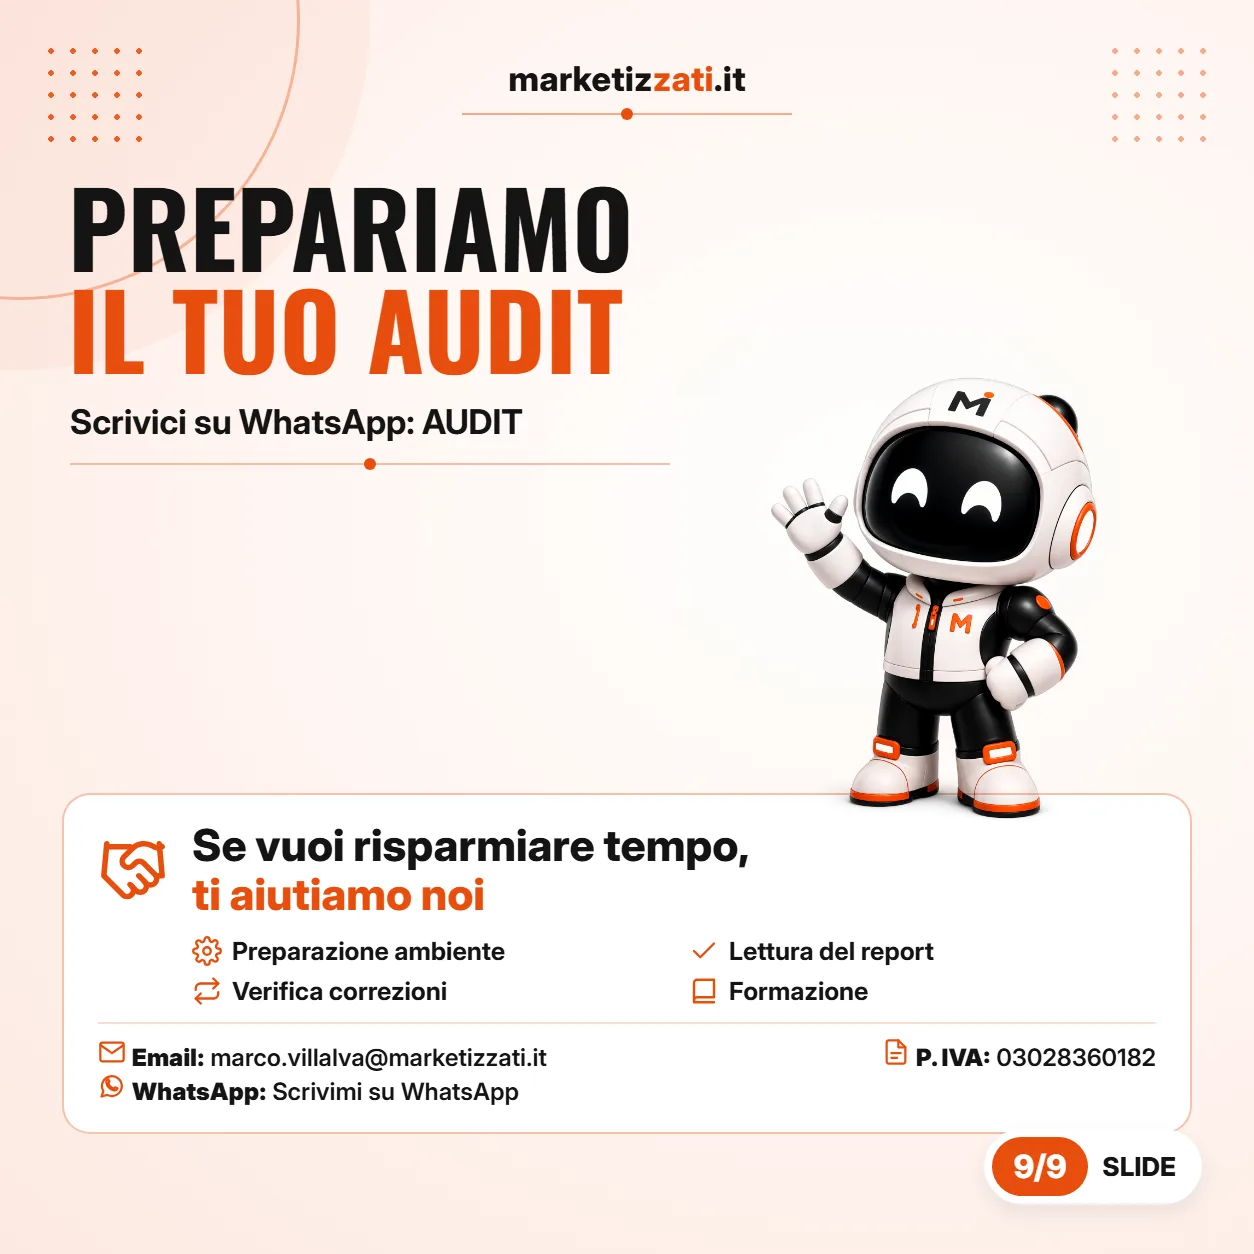 marketizzati.it
PREPARIAMO
IL TUO AUDIT
Scrivici su WhatsApp: AUDIT
M
M
Se vuoi risparmiare tempo,
ti aiutiamo noi
Preparazione ambiente
Lettura del report
Verifica correzioni
Formazione
Email: marco.villalva@marketizzati.it
P. IVA: 03028360182
WhatsApp: Scrivimi su WhatsApp
9/9 SLIDE